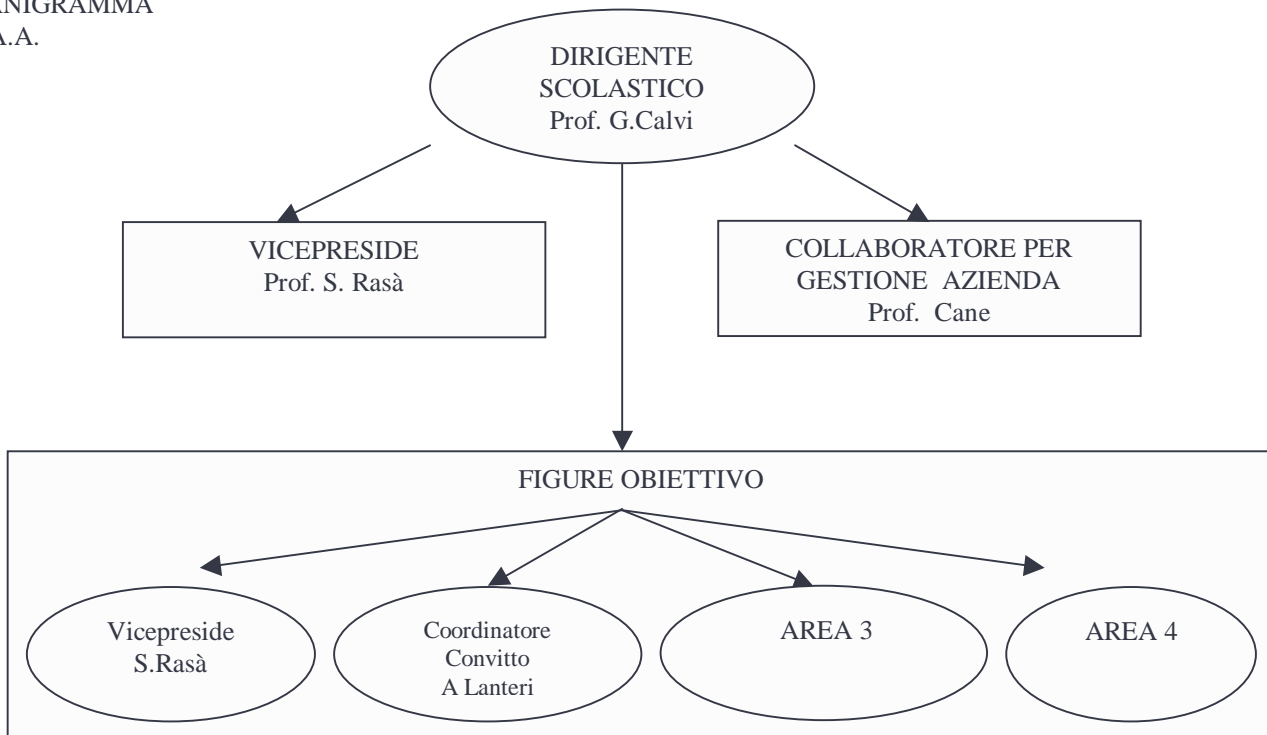 A.A.
DIRIGENTE
SCOLASTICO
Prof. G.Calvi
VICEPRESIDE
Prof. S. Rasà
COLLABORATORE PER
GESTIONE AZIENDA
Prof. Cane
FIGURE OBIETTIVO
Vicepreside
S.Rasà
Coordinatore
Convitto
A Lanteri
AREA 3
AREA 4